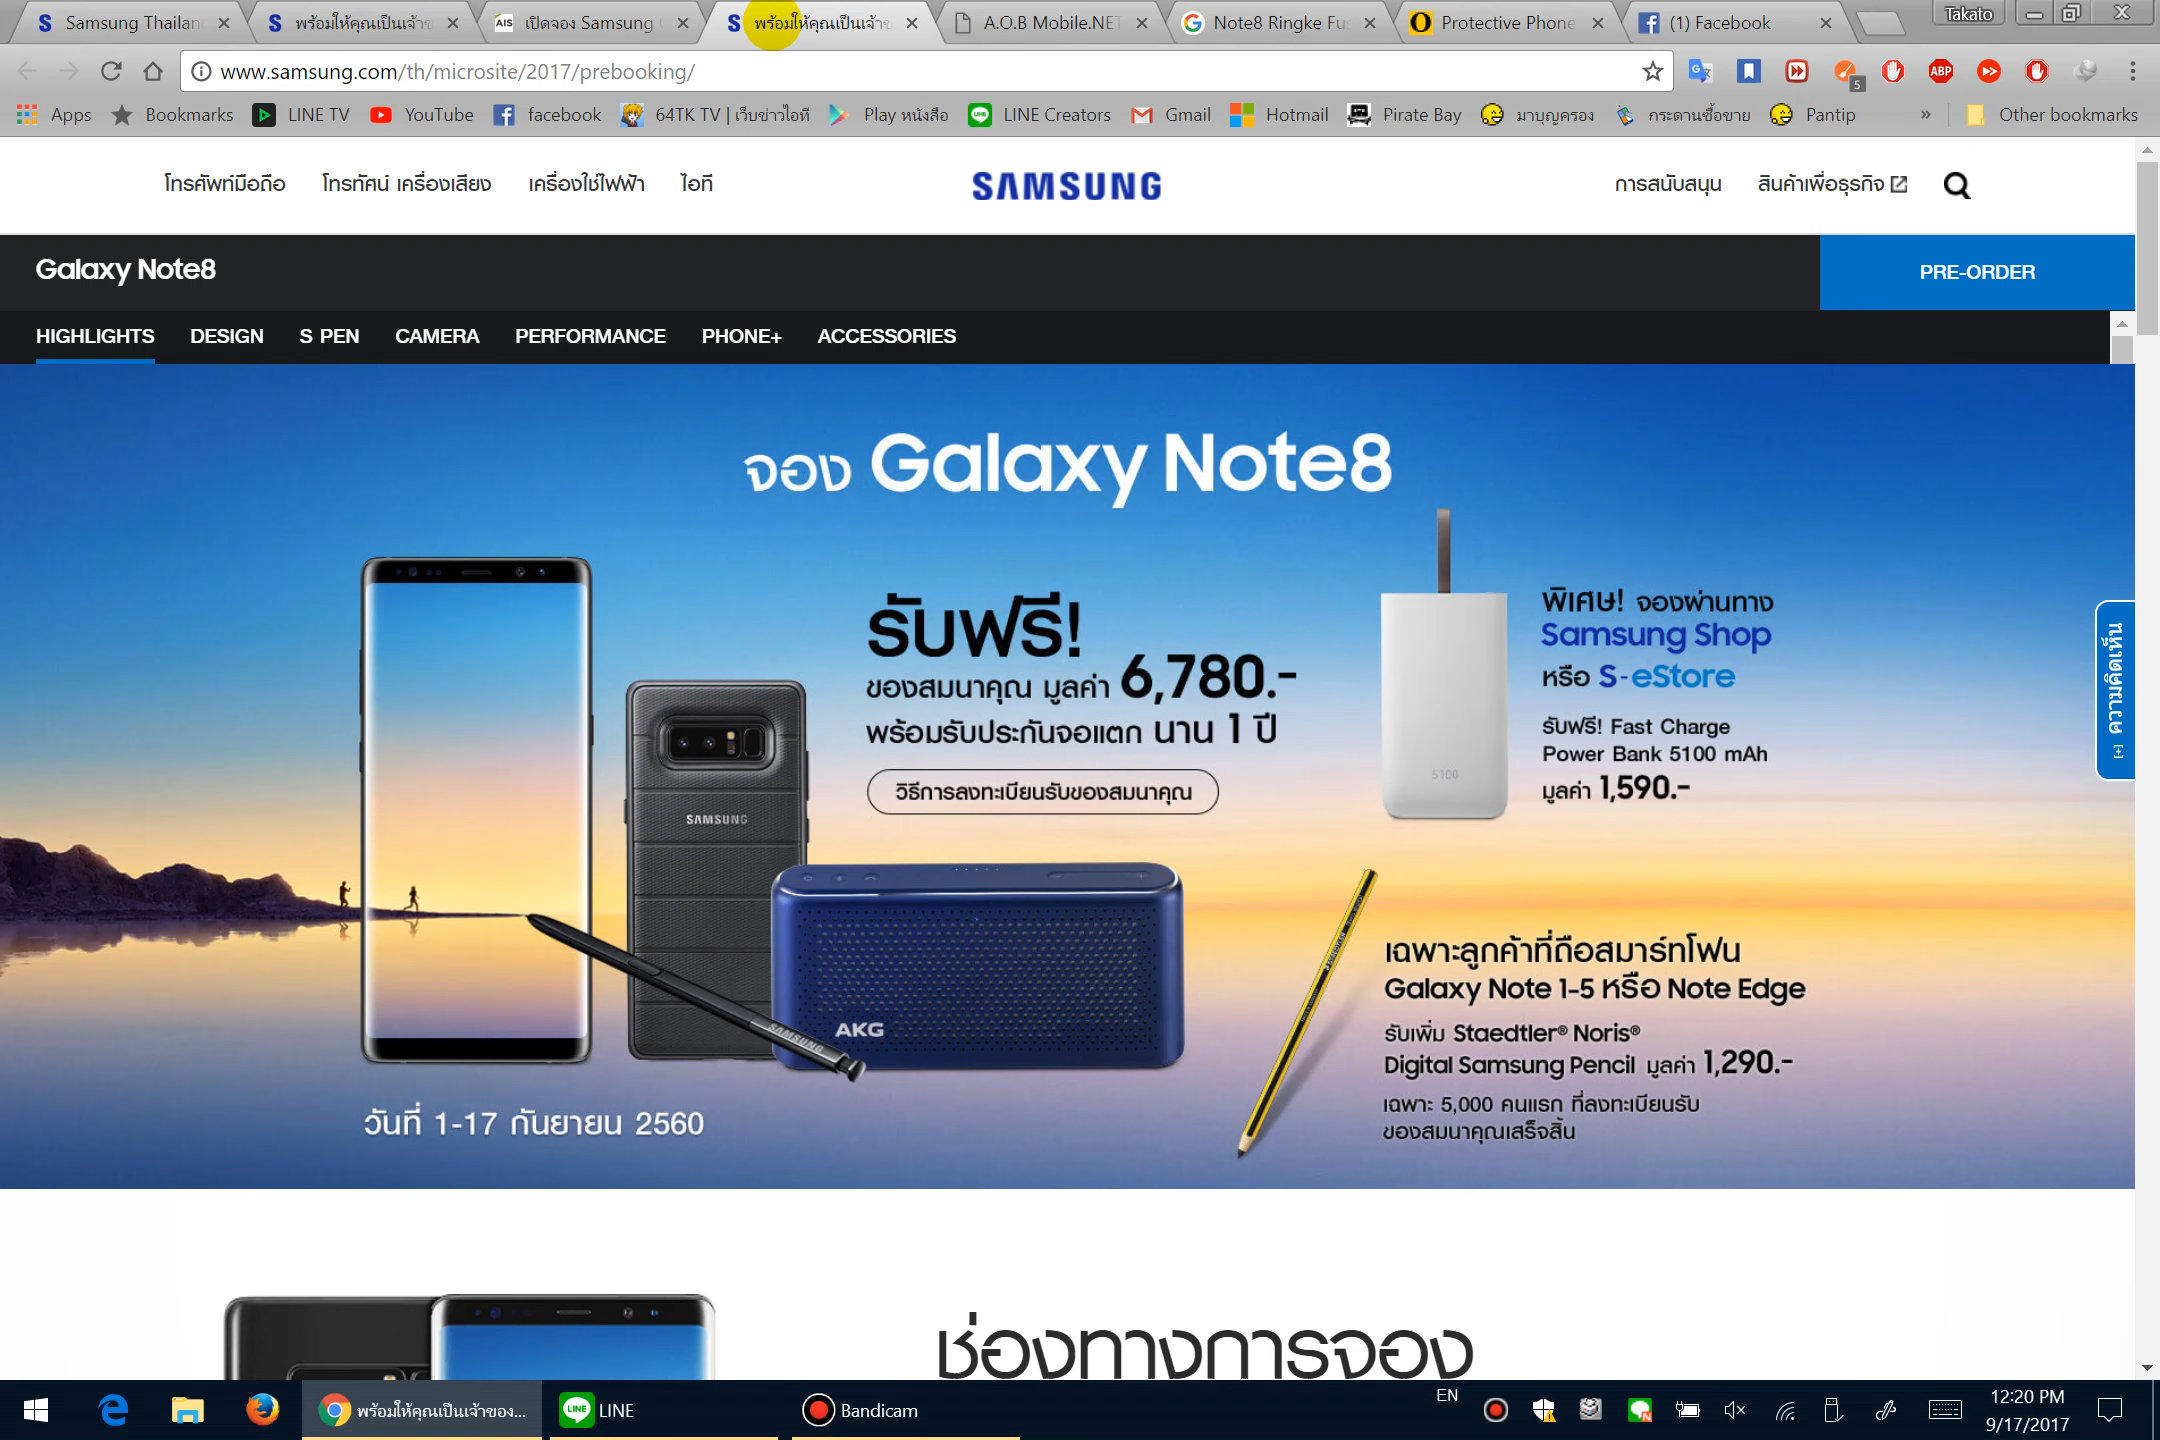 Samsung Thailan
พร้อมให้คุณเป็นเจ้าข
AIS เปิดจอง Samsung
พร้อมให้คุณเป็นเจ้าข
A.O.B Mobile.NET
Note8 Ringke Fu
Protective Phone
(1) Facebook
Takato
www.samsung.com/th/microsite/2017/prebooking/
5
ABP
Apps
Bookmarks
LINE TV
YouTube
facebook
64TK TV | เว็บข่าวไอที
Play หนังสือ
LINE Creators
Gmail
Hotmail
Pirate Bay
มาบุญครอง
กระดานซื้อขาย
Pantip
»
Other bookmarks
โทรศัพท์มือถือ
โทรทัศน์ เครื่องเสียง
เครื่องใช้ไฟฟ้า
ไอที
SAMSUNG
การสนับสนุน
สินค้าเพื่อธุรกิจ
Galaxy Note8
PRE-ORDER
HIGHLIGHTS
DESIGN
S PEN
CAMERA
PERFORMANCE
PHONE+
ACCESSORIES
จอง Galaxy Note8
รับฟรี!
ของสมนาคุณ มูลค่า 6,780.-
พร้อมรับประกันจอแตก นาน 1 ปี
วิธีการลงทะเบียนรับของสมนาคุณ
พิเศษ! จองผ่านทาง
Samsung Shop
หรือ S-eStore
รับฟรี! Fast Charge
Power Bank 5100 mAh
มูลค่า 1,590.-
5100
[+] ความคิดเห็น
SAMSUNG
AKG
SAMSUNG
เฉพาะลูกค้าที่ถือสมาร์ทโฟน
Galaxy Note 1-5 หรือ Note Edge
รับเพิ่ม Staedtler® Noris®
Digital Samsung Pencil มูลค่า 1,290.-
เฉพาะ 5,000 คนแรก ที่ลงทะเบียนรับ
ของสมนาคุณเสร็จสิ้น
วันที่ 1-17 กันยายน 2560
ช่องทางการจอง
พร้อมให้คุณเป็นเจ้าของ...
LINE
Bandicam
EN
12:20 PM
9/17/2017